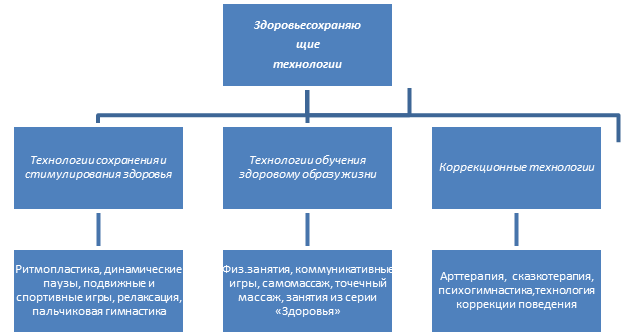 Здоровьесохраняю
щие
технологии
Технологии сохранения и
стимулирования здоровья
Технологии обучения
здоровому образу жизни
Коррекционные технологии
Ритмопластика, динамические
паузы, подвижные и
спортивные игры, релаксация,
пальчиковая гимнастика
Физ.занятия, коммуникативные
игры, самомассаж, точечный
массаж, занятия из серии
«Здоровья»
Арттерапия, сказкотерапия,
психогимнастика,технология
коррекции поведения